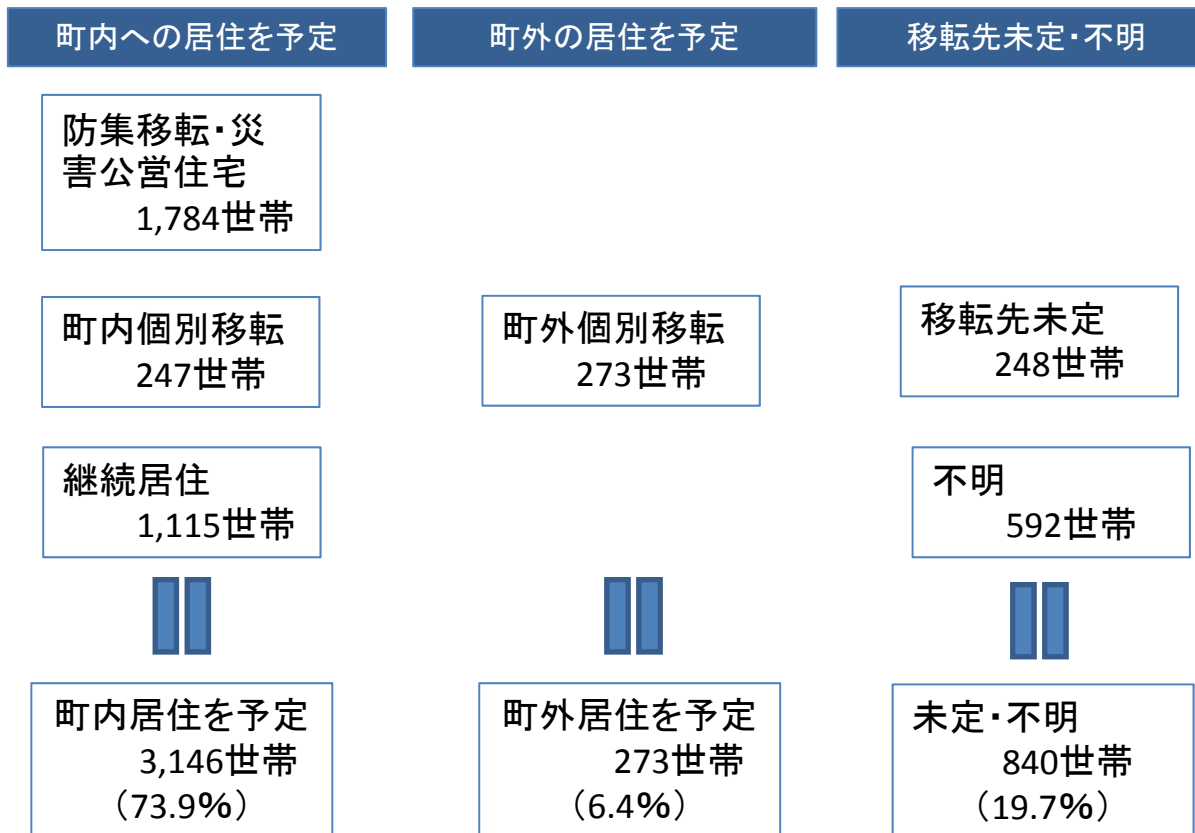 町内への居住を予定
町外の居住を予定
移転先未定・不明
防集移転・災
害公営住宅
1,784世帯
町内個別移転
247世帯
町外個別移転
273世帯
移転先未定
248世帯
継続居住
1,115世帯
不明
592世帯
町内居住を予定
3,146世帯
（73.9%）
町外居住を予定
273世帯
（6.4%）
未定・不明
840世帯
（19.7%）